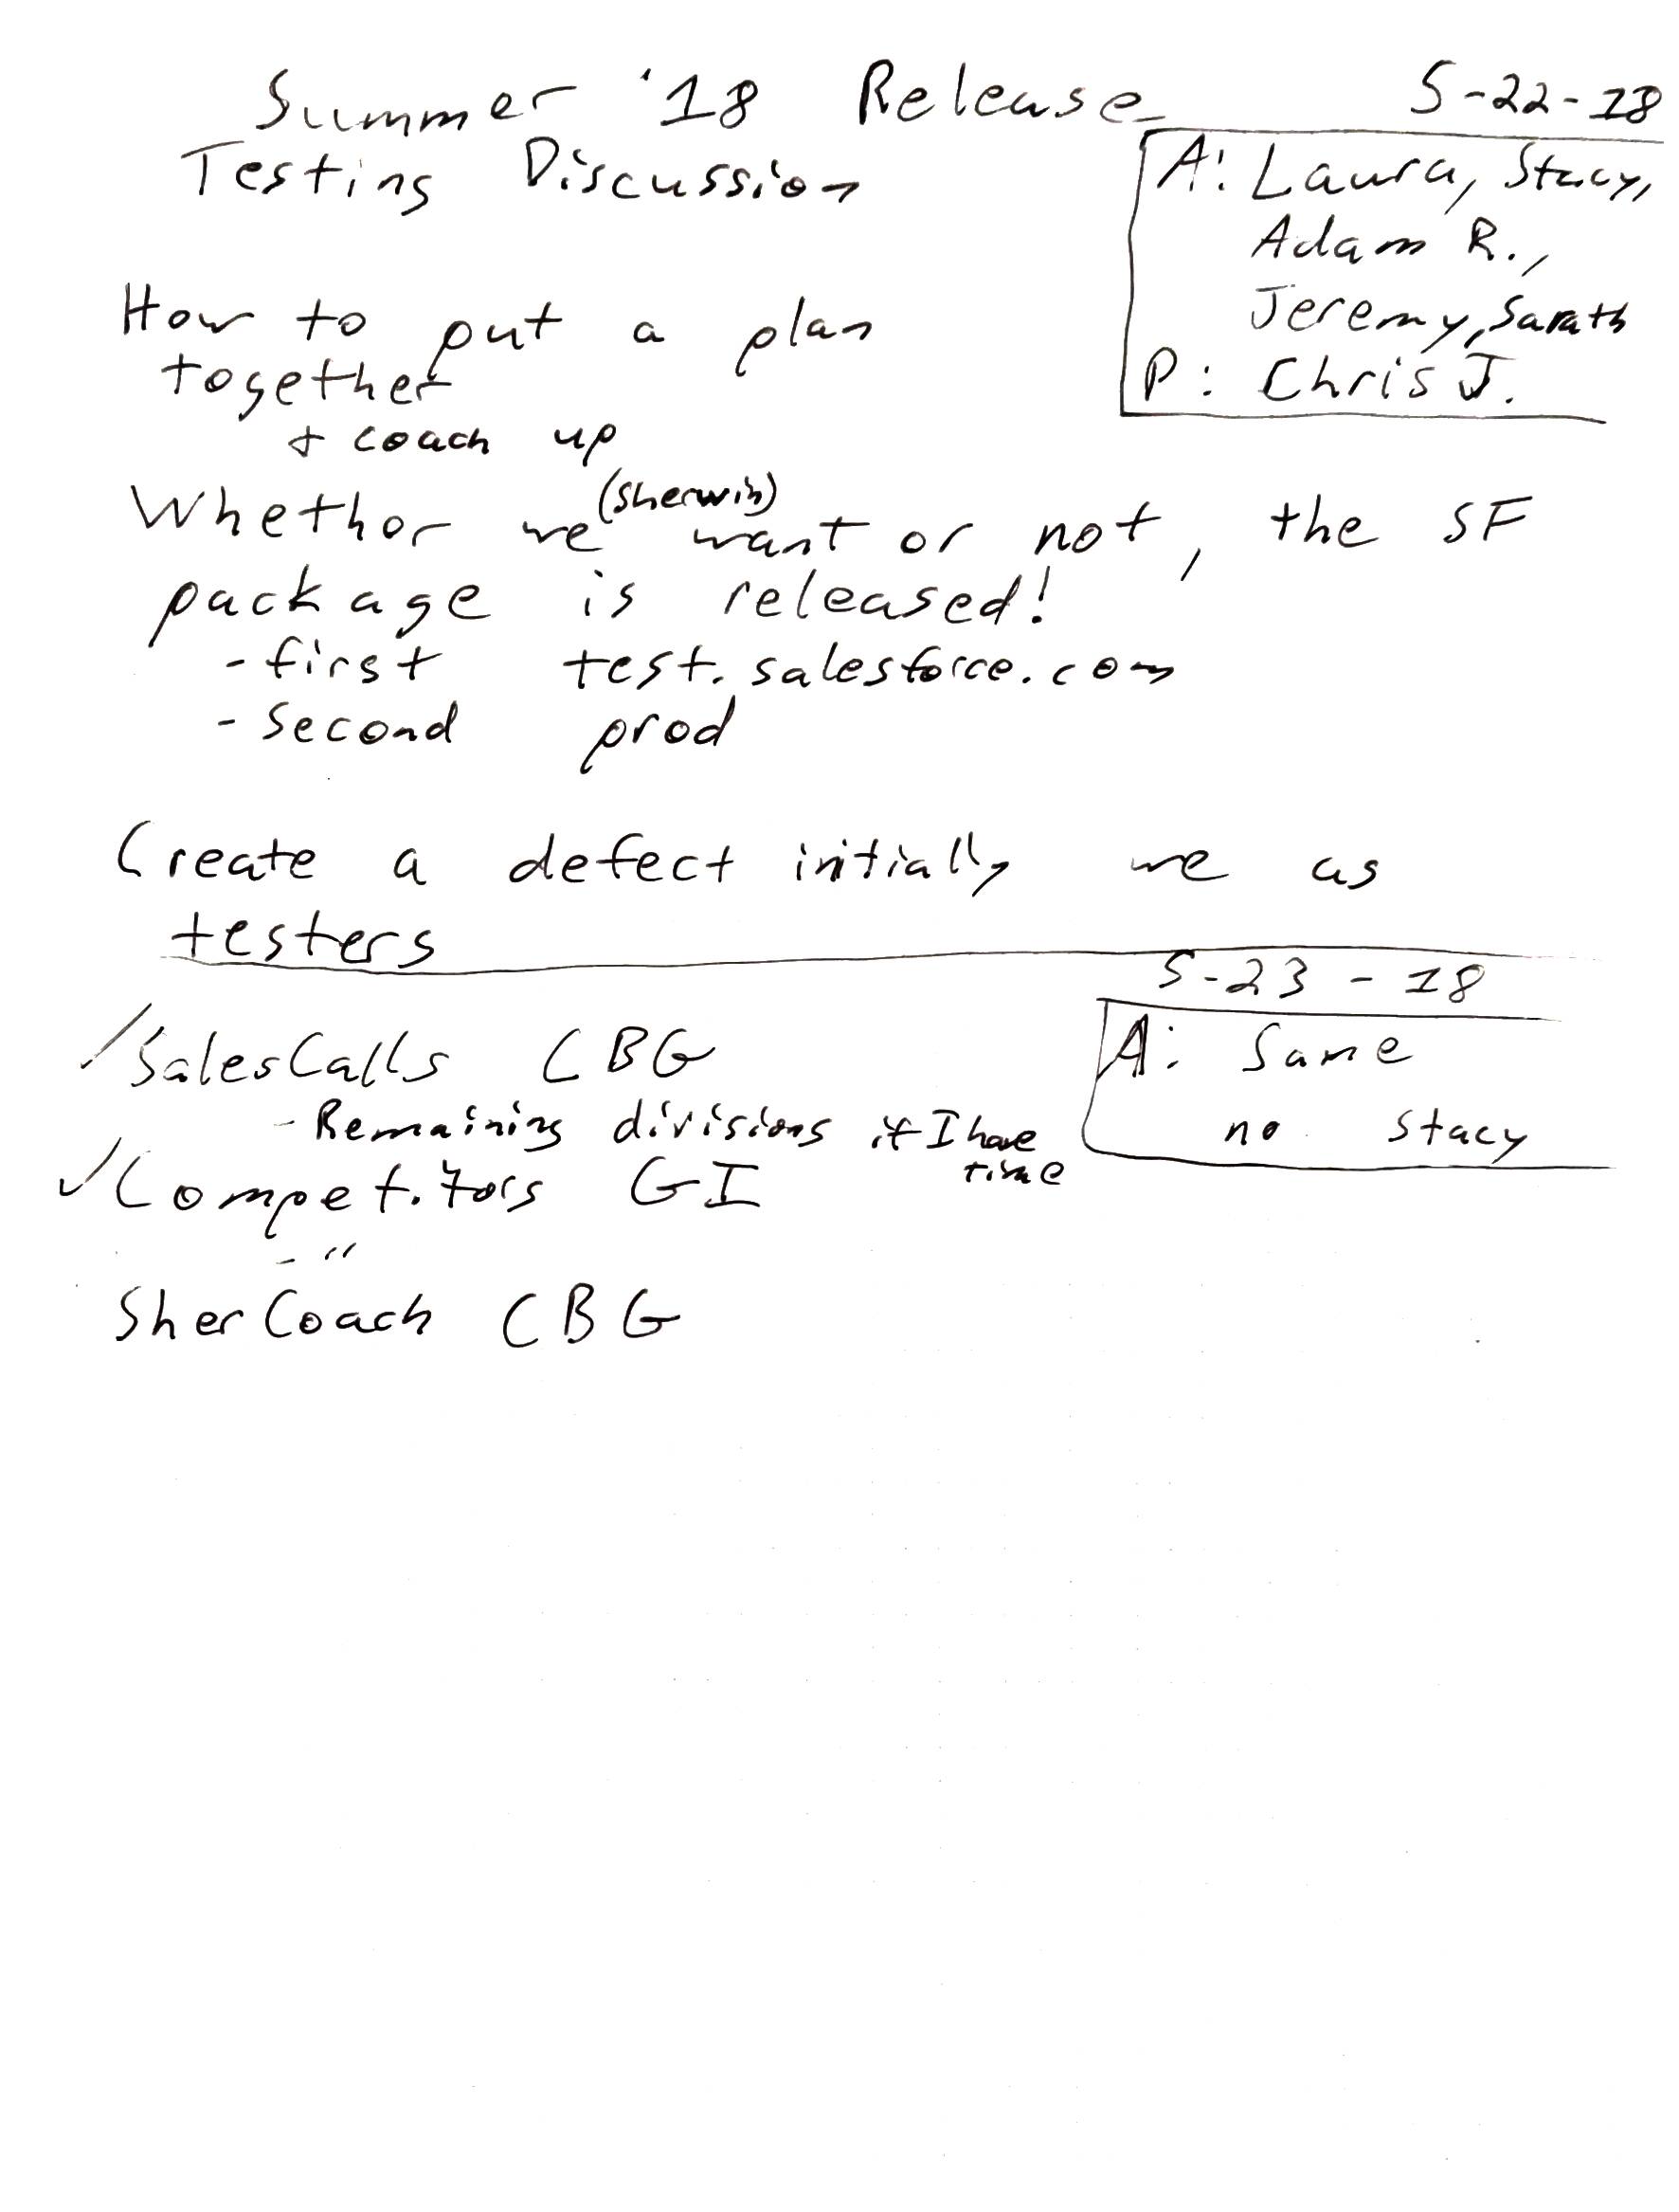 Summer '18 Release
5-22-18
Testing Discussion
A: Laura, Stacy,
Adam R.,
Jeremy, Sarath
P: Chris J.
How to put a plan
together
+ coach up
Whethor we (Sherwin) want or not, the SF
package is released!
- first test.salesforce.com
- Second prod
Create a defect initially we as
testers
5-23-18
A: Same
no Stacy
✓SalesCalls CBG
- Remaining divisions if I have
time
✓Competitors GI
- "
SherCoach CBG